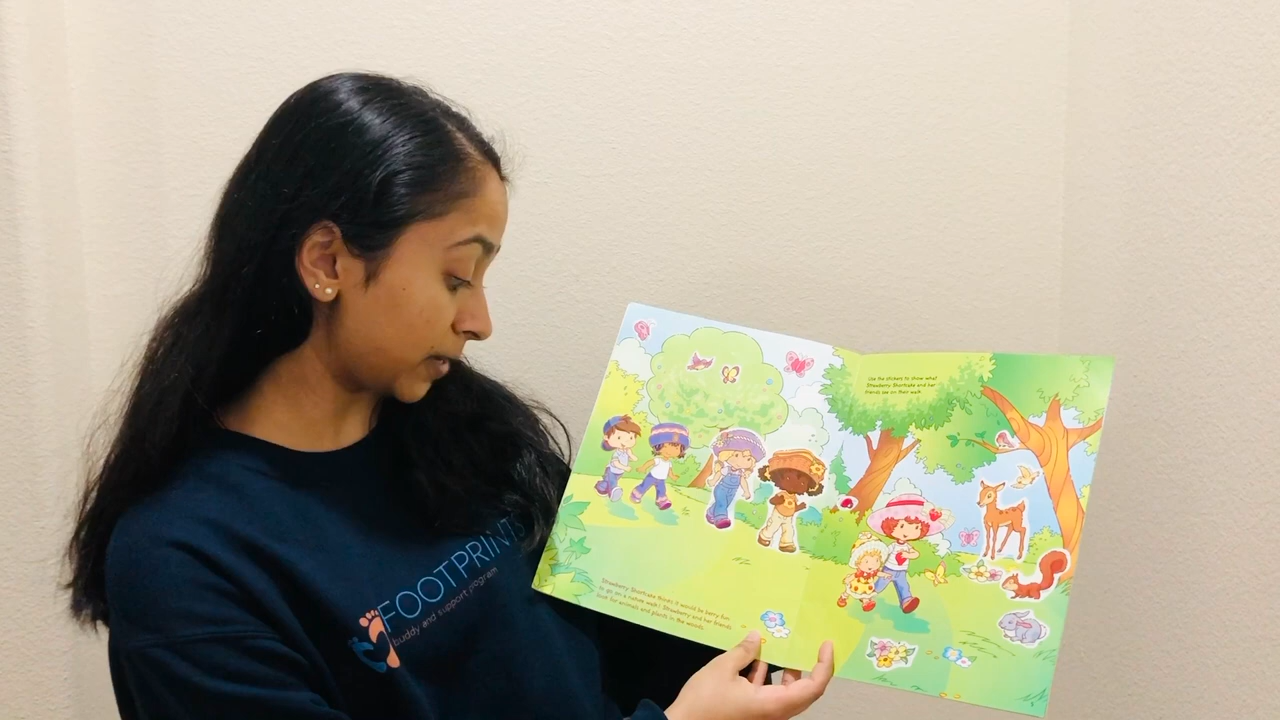 FOOTPRINTS
buddy and support program
Strawberry Shortcake thinks it would be berry fun
to go on a nature walk! Strawberry and her friends
look for animals and plants in the woods.
Use the stickers to show what
Strawberry Shortcake and her
friends see on their walk.